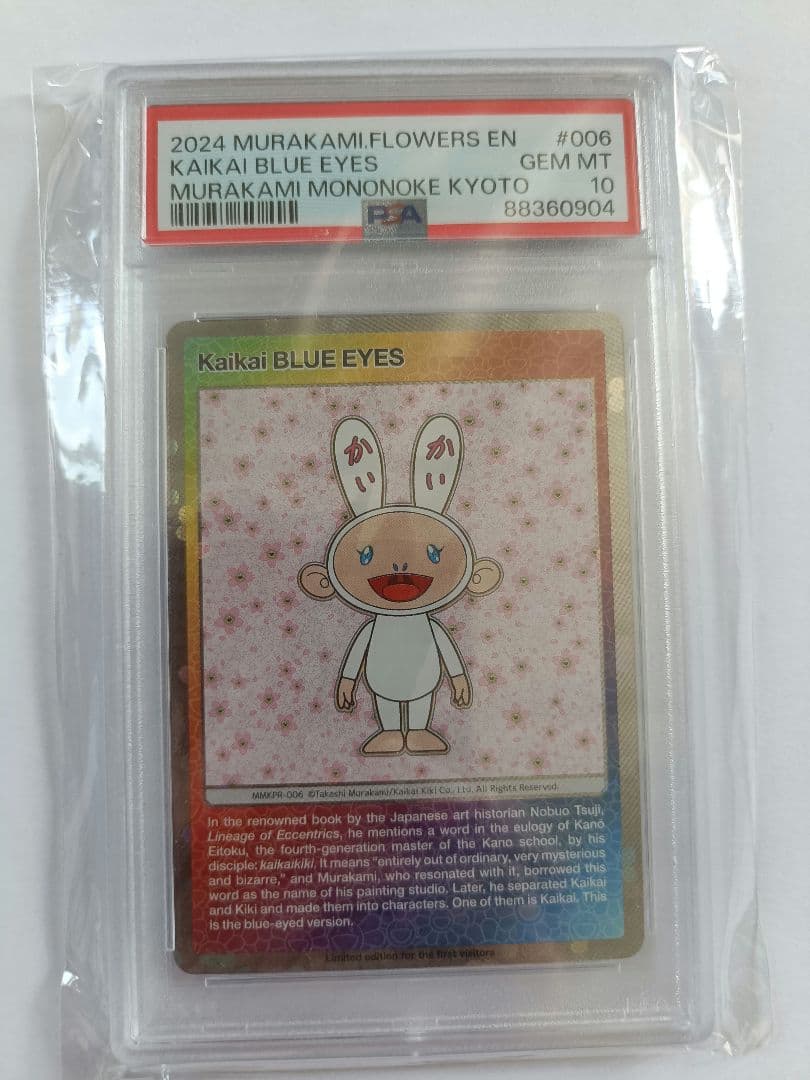 2024 MURAKAMI.FLOWERS EN #006
KAIKAI BLUE EYES GEM MT
MURAKAMI MONONOKE KYOTO 10
PSA 88360904
Kaikai BLUE EYES
かい かい
MMKPR-006 ©Takashi Murakami/Kaikai Kiki Co., Ltd. All Rights Reserved.
In the renowned book by the Japanese art historian Nobuo Tsuji,
Lineage of Eccentrics, he mentions a word in the eulogy of Kano
Eitoku, the fourth-generation master of the Kano school, by his
disciple: kaikaikiki. It means "entirely out of ordinary, very mysterious
and bizarre," and Murakami, who resonated with it, borrowed this
word as the name of his painting studio. Later, he separated Kaikai
and Kiki and made them into characters. One of them is Kaikai. This
is the blue-eyed version.
Limited edition for the first visitors